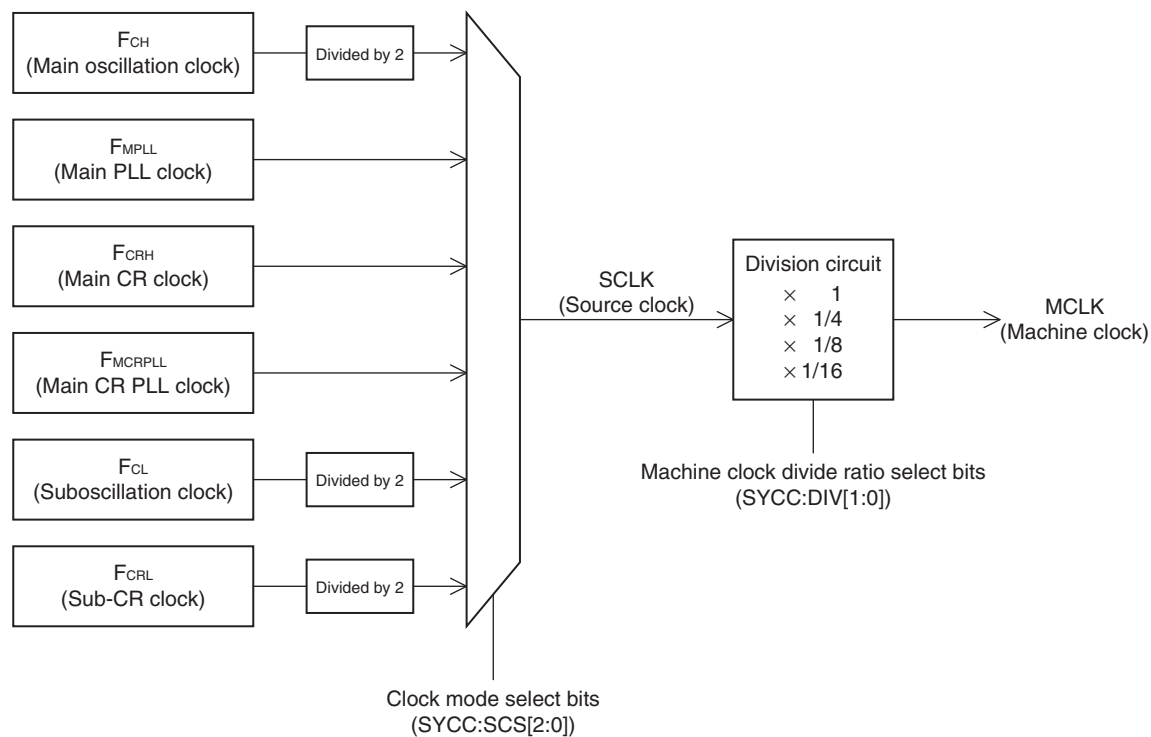 FCH
(Main oscillation clock)
Divided by 2
FMPLL
(Main PLL clock)
FCRH
(Main CR clock)
FMCRPLL
(Main CR PLL clock)
FCL
(Suboscillation clock)
Divided by 2
FCRL
(Sub-CR clock)
Divided by 2
Clock mode select bits
(SYCC:SCS[2:0])
SCLK
(Source clock)
Division circuit
× 1
× 1/4
× 1/8
× 1/16
Machine clock divide ratio select bits
(SYCC:DIV[1:0])
MCLK
(Machine clock)